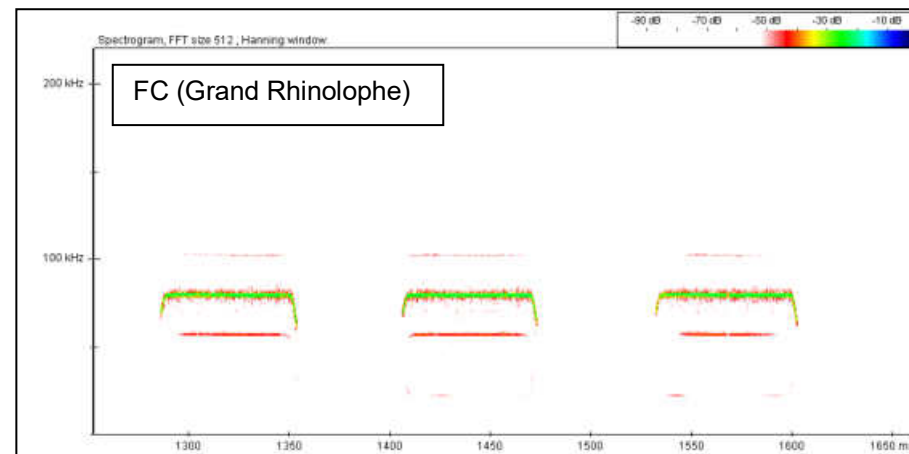 -90 dB -70 dB -50 dB -30 dB -10 dB
Spectrogram, FFT size 512, Hanning window.
200 kHz
FC (Grand Rhinolophe)
100 kHz
1300 1350 1400 1450 1500 1550 1600 1650 m